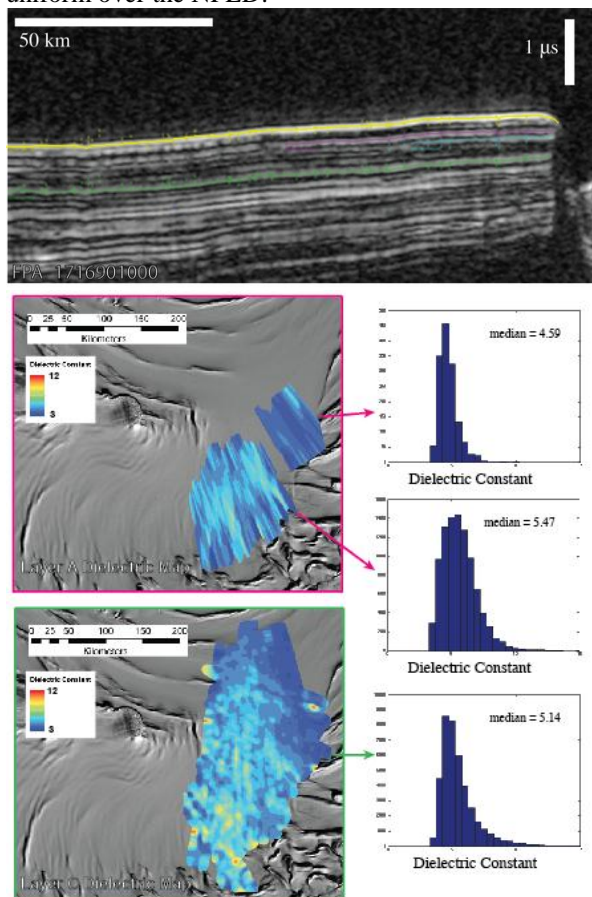 uniform over the NPLD.
50 km
1 μs
FPA 1716901000
0 25 50 100 150 200
Kilometers
Dielectric Constant
12
3
Layer A Dielectric Map
median = 4.59
Dielectric Constant
median = 5.47
Dielectric Constant
0 25 50 100 150 200
Kilometers
Dielectric Constant
12
3
Layer C Dielectric Map
median = 5.14
Dielectric Constant